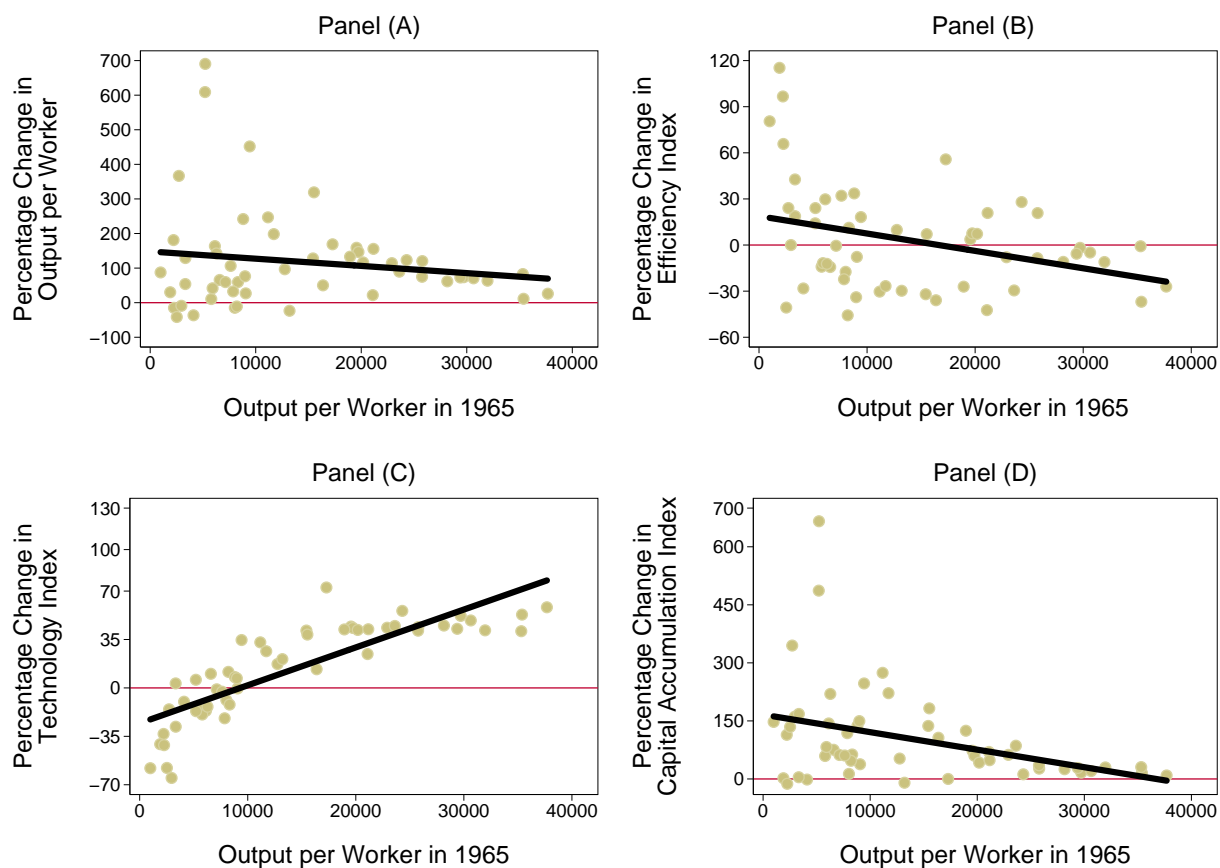 Panel (A)
Percentage Change in
Output per Worker
700
600
500
400
300
200
100
0
−100
0 10000 20000 30000 40000
Output per Worker in 1965
Panel (B)
Percentage Change in
Efficiency Index
120
90
60
30
0
−30
−60
0 10000 20000 30000 40000
Output per Worker in 1965
Panel (C)
Percentage Change in
Technology Index
130
100
70
35
0
−35
−70
0 10000 20000 30000 40000
Output per Worker in 1965
Panel (D)
Percentage Change in
Capital Accumulation Index
700
600
450
300
150
0
0 10000 20000 30000 40000
Output per Worker in 1965